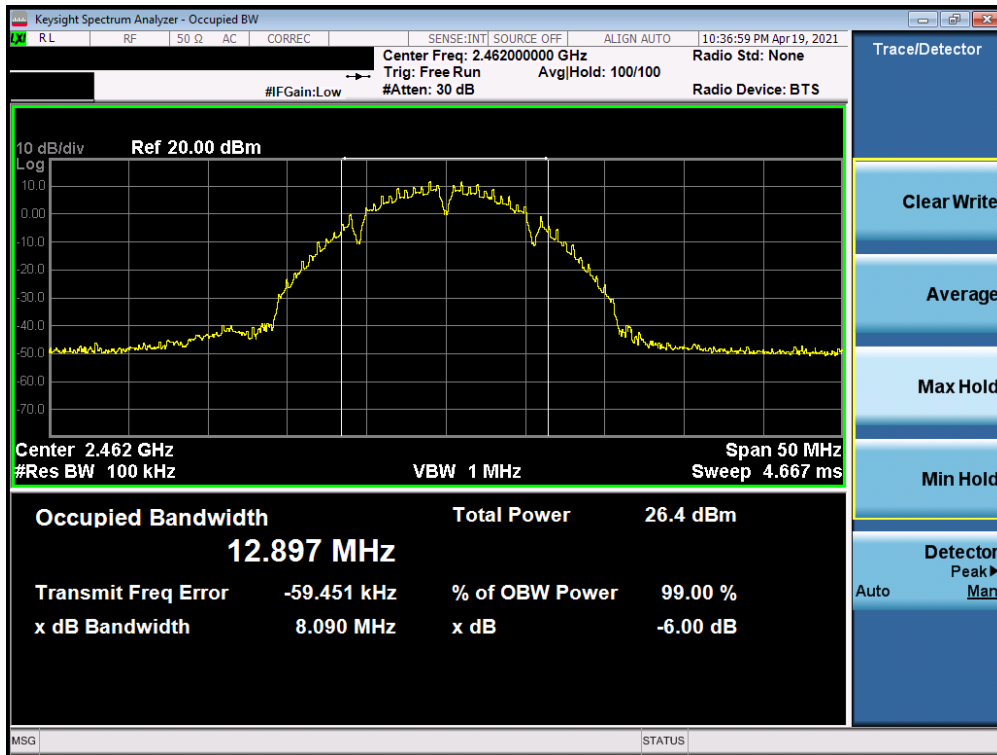 Keysight Spectrum Analyzer - Occupied BW
LXI RL RF 50 Ω AC CORREC SENSE:INT SOURCE OFF ALIGN AUTO 10:36:59 PM Apr 19, 2021
Center Freq: 2.462000000 GHz Radio Std: None
Trig: Free Run Avg|Hold: 100/100
#IFGain:Low #Atten: 30 dB Radio Device: BTS
10 dB/div Ref 20.00 dBm
Log
10.0
0.00
-10.0
-20.0
-30.0
-40.0
-50.0
-60.0
-70.0
Center 2.462 GHz Span 50 MHz
#Res BW 100 kHz VBW 1 MHz Sweep 4.667 ms
Occupied Bandwidth Total Power 26.4 dBm
12.897 MHz
Transmit Freq Error -59.451 kHz % of OBW Power 99.00 %
x dB Bandwidth 8.090 MHz x dB -6.00 dB
Trace/Detector
Clear Write
Average
Max Hold
Min Hold
Detector
Peak▶
Auto Man
MSG STATUS